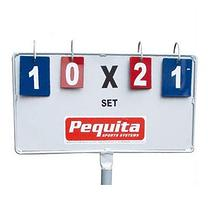 1 0 X 2 1
SET
Pequita
SPORTS SYSTEMS